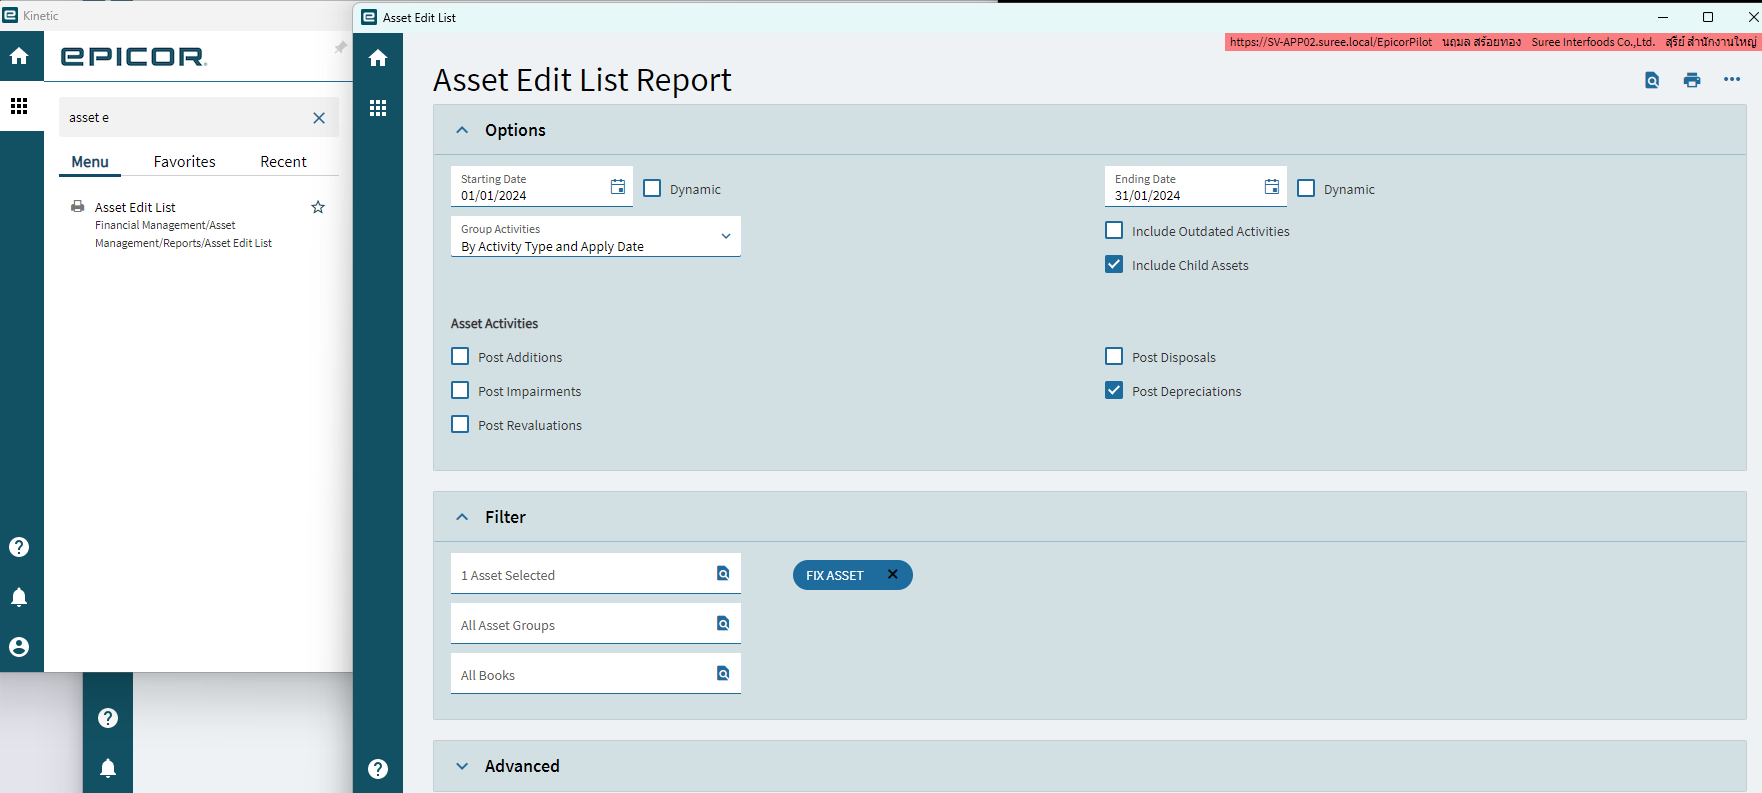 Kinetic
EPICOR
asset e
Menu Favorites Recent
Asset Edit List
Financial Management/Asset
Management/Reports/Asset Edit List
Asset Edit List
https://SV-APP02.suree.local/EpicorPilot นฤมล สร้อยทอง Suree Interfoods Co.,Ltd. สุรีย์ สำนักงานใหญ่
Asset Edit List Report
Options
Starting Date
01/01/2024
Dynamic
Ending Date
31/01/2024
Dynamic
Group Activities
By Activity Type and Apply Date
Include Outdated Activities
Include Child Assets
Asset Activities
Post Additions
Post Disposals
Post Impairments
Post Depreciations
Post Revaluations
Filter
1 Asset Selected
FIX ASSET
All Asset Groups
All Books
Advanced